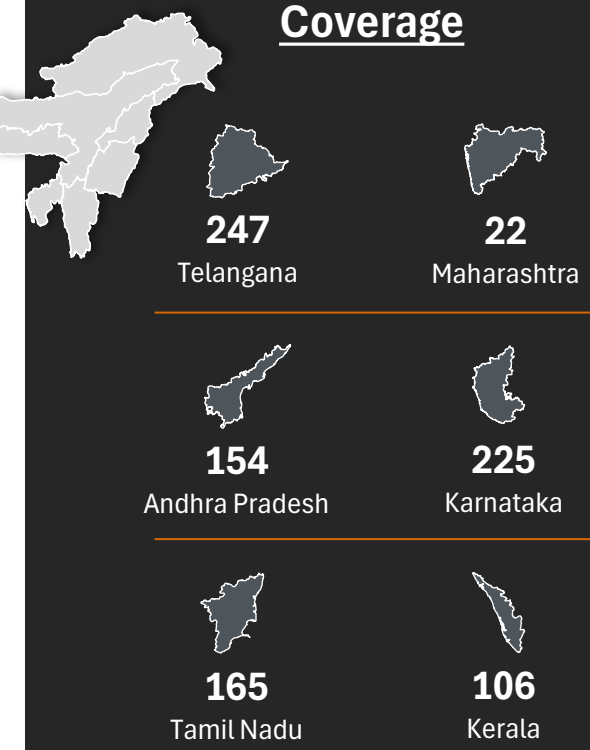 Coverage
247
22
Telangana
Maharashtra
154
225
Andhra Pradesh
Karnataka
165
106
Tamil Nadu
Kerala